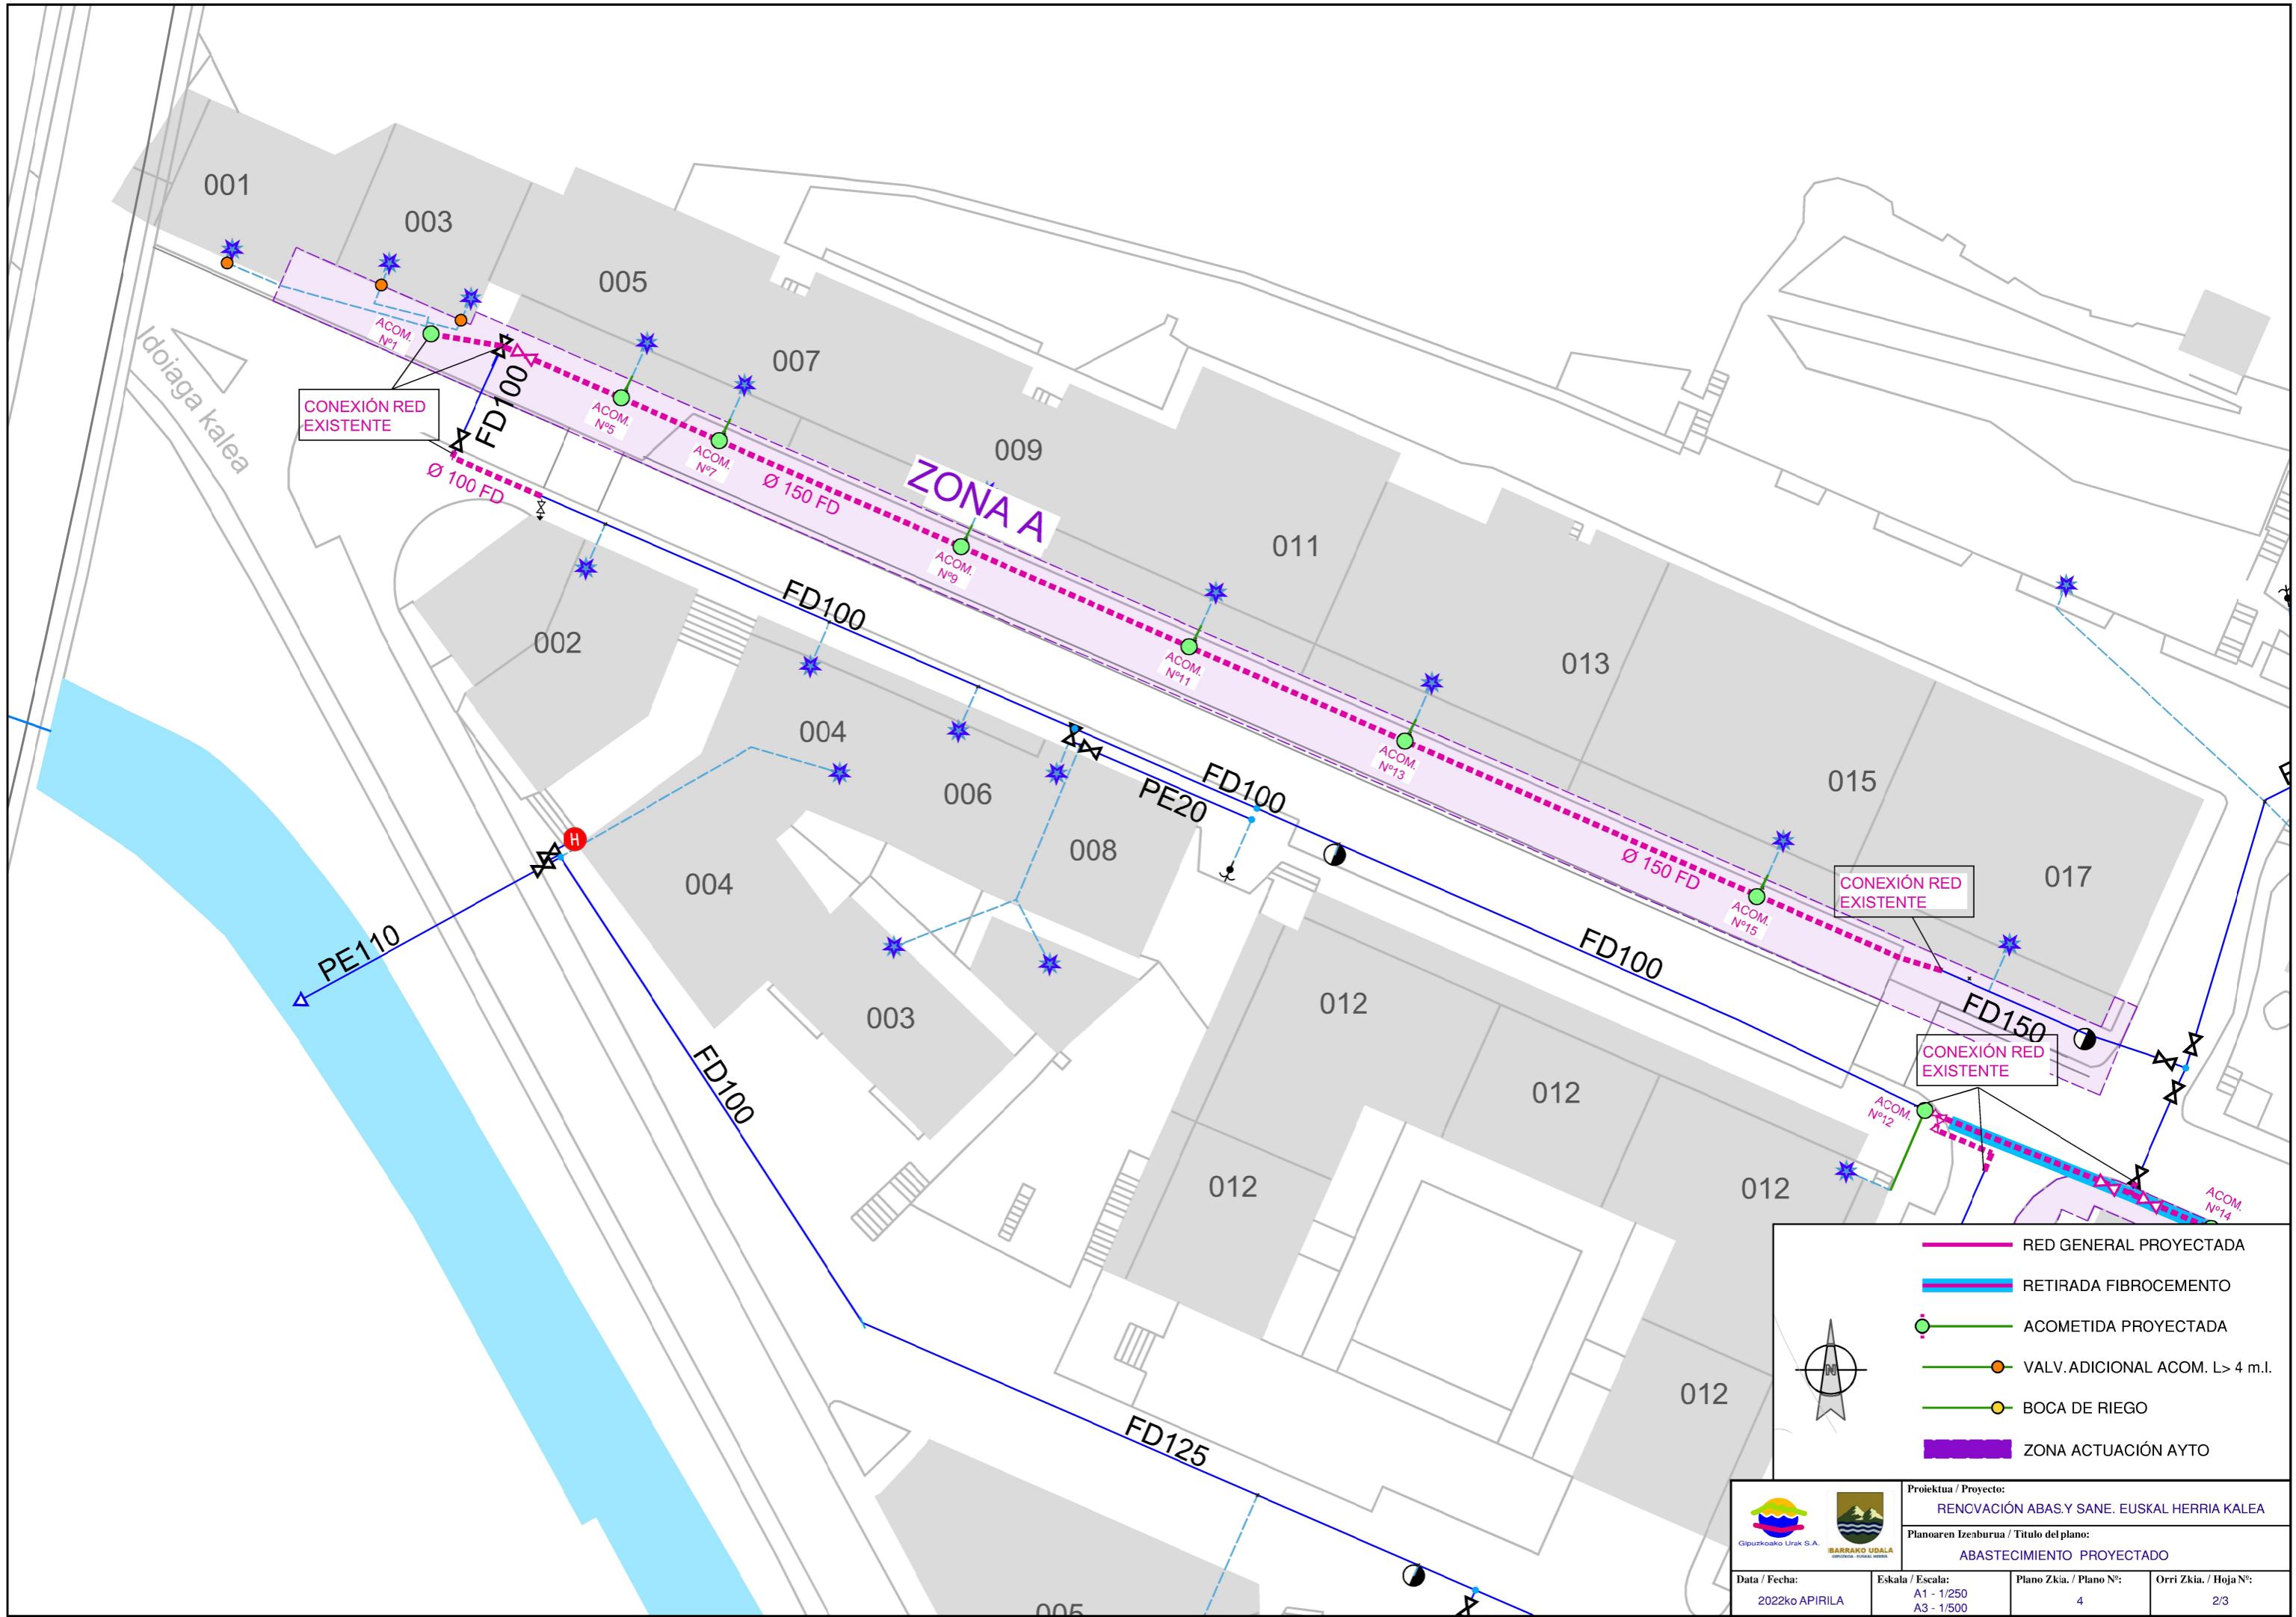 001
003
005
007
009
011
013
015
017
ACOM.
Nº1
CONEXIÓN RED
EXISTENTE
FD100
Ø 100 FD
Idoiaga kalea
ACOM.
Nº5
ACOM.
Nº7
Ø 150 FD
ZONA A
ACOM.
Nº9
ACOM.
Nº11
ACOM.
Nº13
Ø 150 FD
ACOM.
Nº15
CONEXIÓN RED
EXISTENTE
FD150
CONEXIÓN RED
EXISTENTE
002
FD100
004
006
008
PE20
FD100
FD100
004
003
PE110
FD100
012
012
012
012
012
ACOM.
Nº12
ACOM.
Nº14
FD125
005
RED GENERAL PROYECTADA
RETIRADA FIBROCEMENTO
ACOMETIDA PROYECTADA
VALV.ADICIONAL ACOM. L> 4 m.l.
BOCA DE RIEGO
ZONA ACTUACIÓN AYTO
N
H
Gipuzkoako Urak S.A.
IBARRAKO UDALA
Proiektua / Proyecto:
RENOVACIÓN ABAS.Y SANE. EUSKAL HERRIA KALEA
Planoaren Izenburua / Título del plano:
ABASTECIMIENTO PROYECTADO
Data / Fecha:
2022ko APIRILA
Eskala / Escala:
A1 - 1/250
A3 - 1/500
Plano Zkia. / Plano Nº:
4
Orri Zkia. / Hoja Nº:
2/3